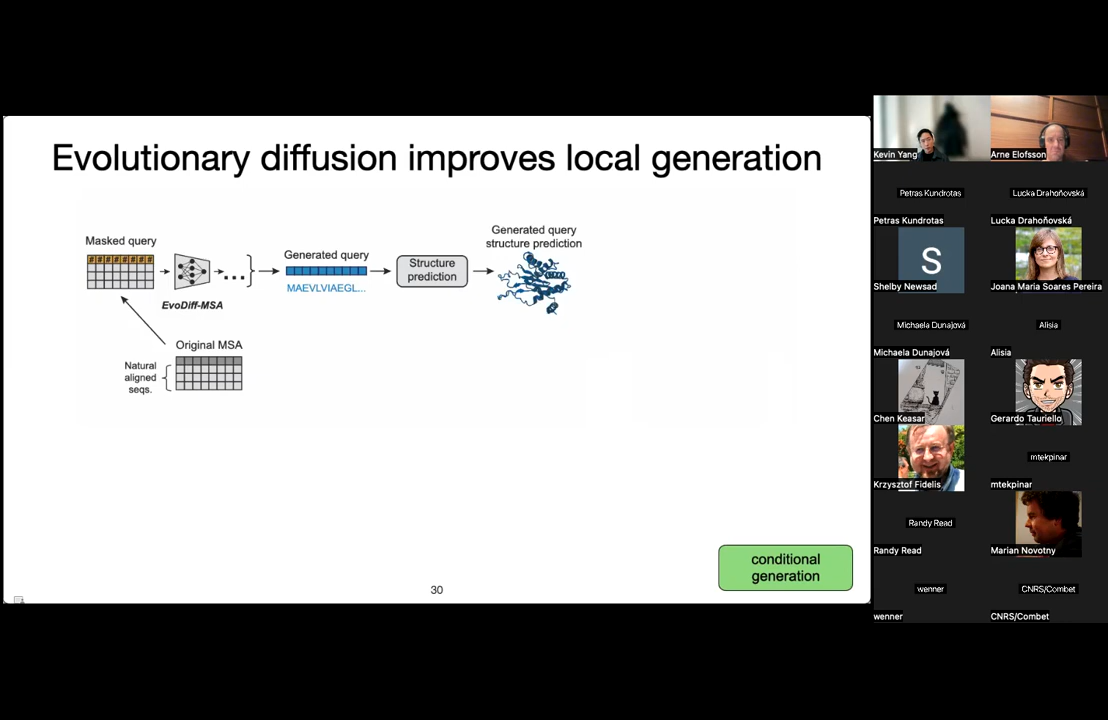 Evolutionary diffusion improves local generation
Masked query
# # # # # # # #
EvoDiff-MSA
...
Generated query
MAEVLVIAEGL...
Structure
prediction
Generated query
structure prediction
Original MSA
Natural
aligned
seqs.
conditional
generation
30
Kevin Yang
Arne Elofsson
Petras Kundrotas
Lucka Drahoňovská
Petras Kundrotas
Lucka Drahoňovská
S
Shelby Newsad
Joana Maria Soares Pereira
Michaela Dunajová
Alisia
Michaela Dunajová
Alisia
Chen Keasar
Gerardo Tauriello
mtekpinar
Krzysztof Fidelis
mtekpinar
Randy Read
Randy Read
Marian Novotny
wenner
CNRS/Combet
wenner
CNRS/Combet